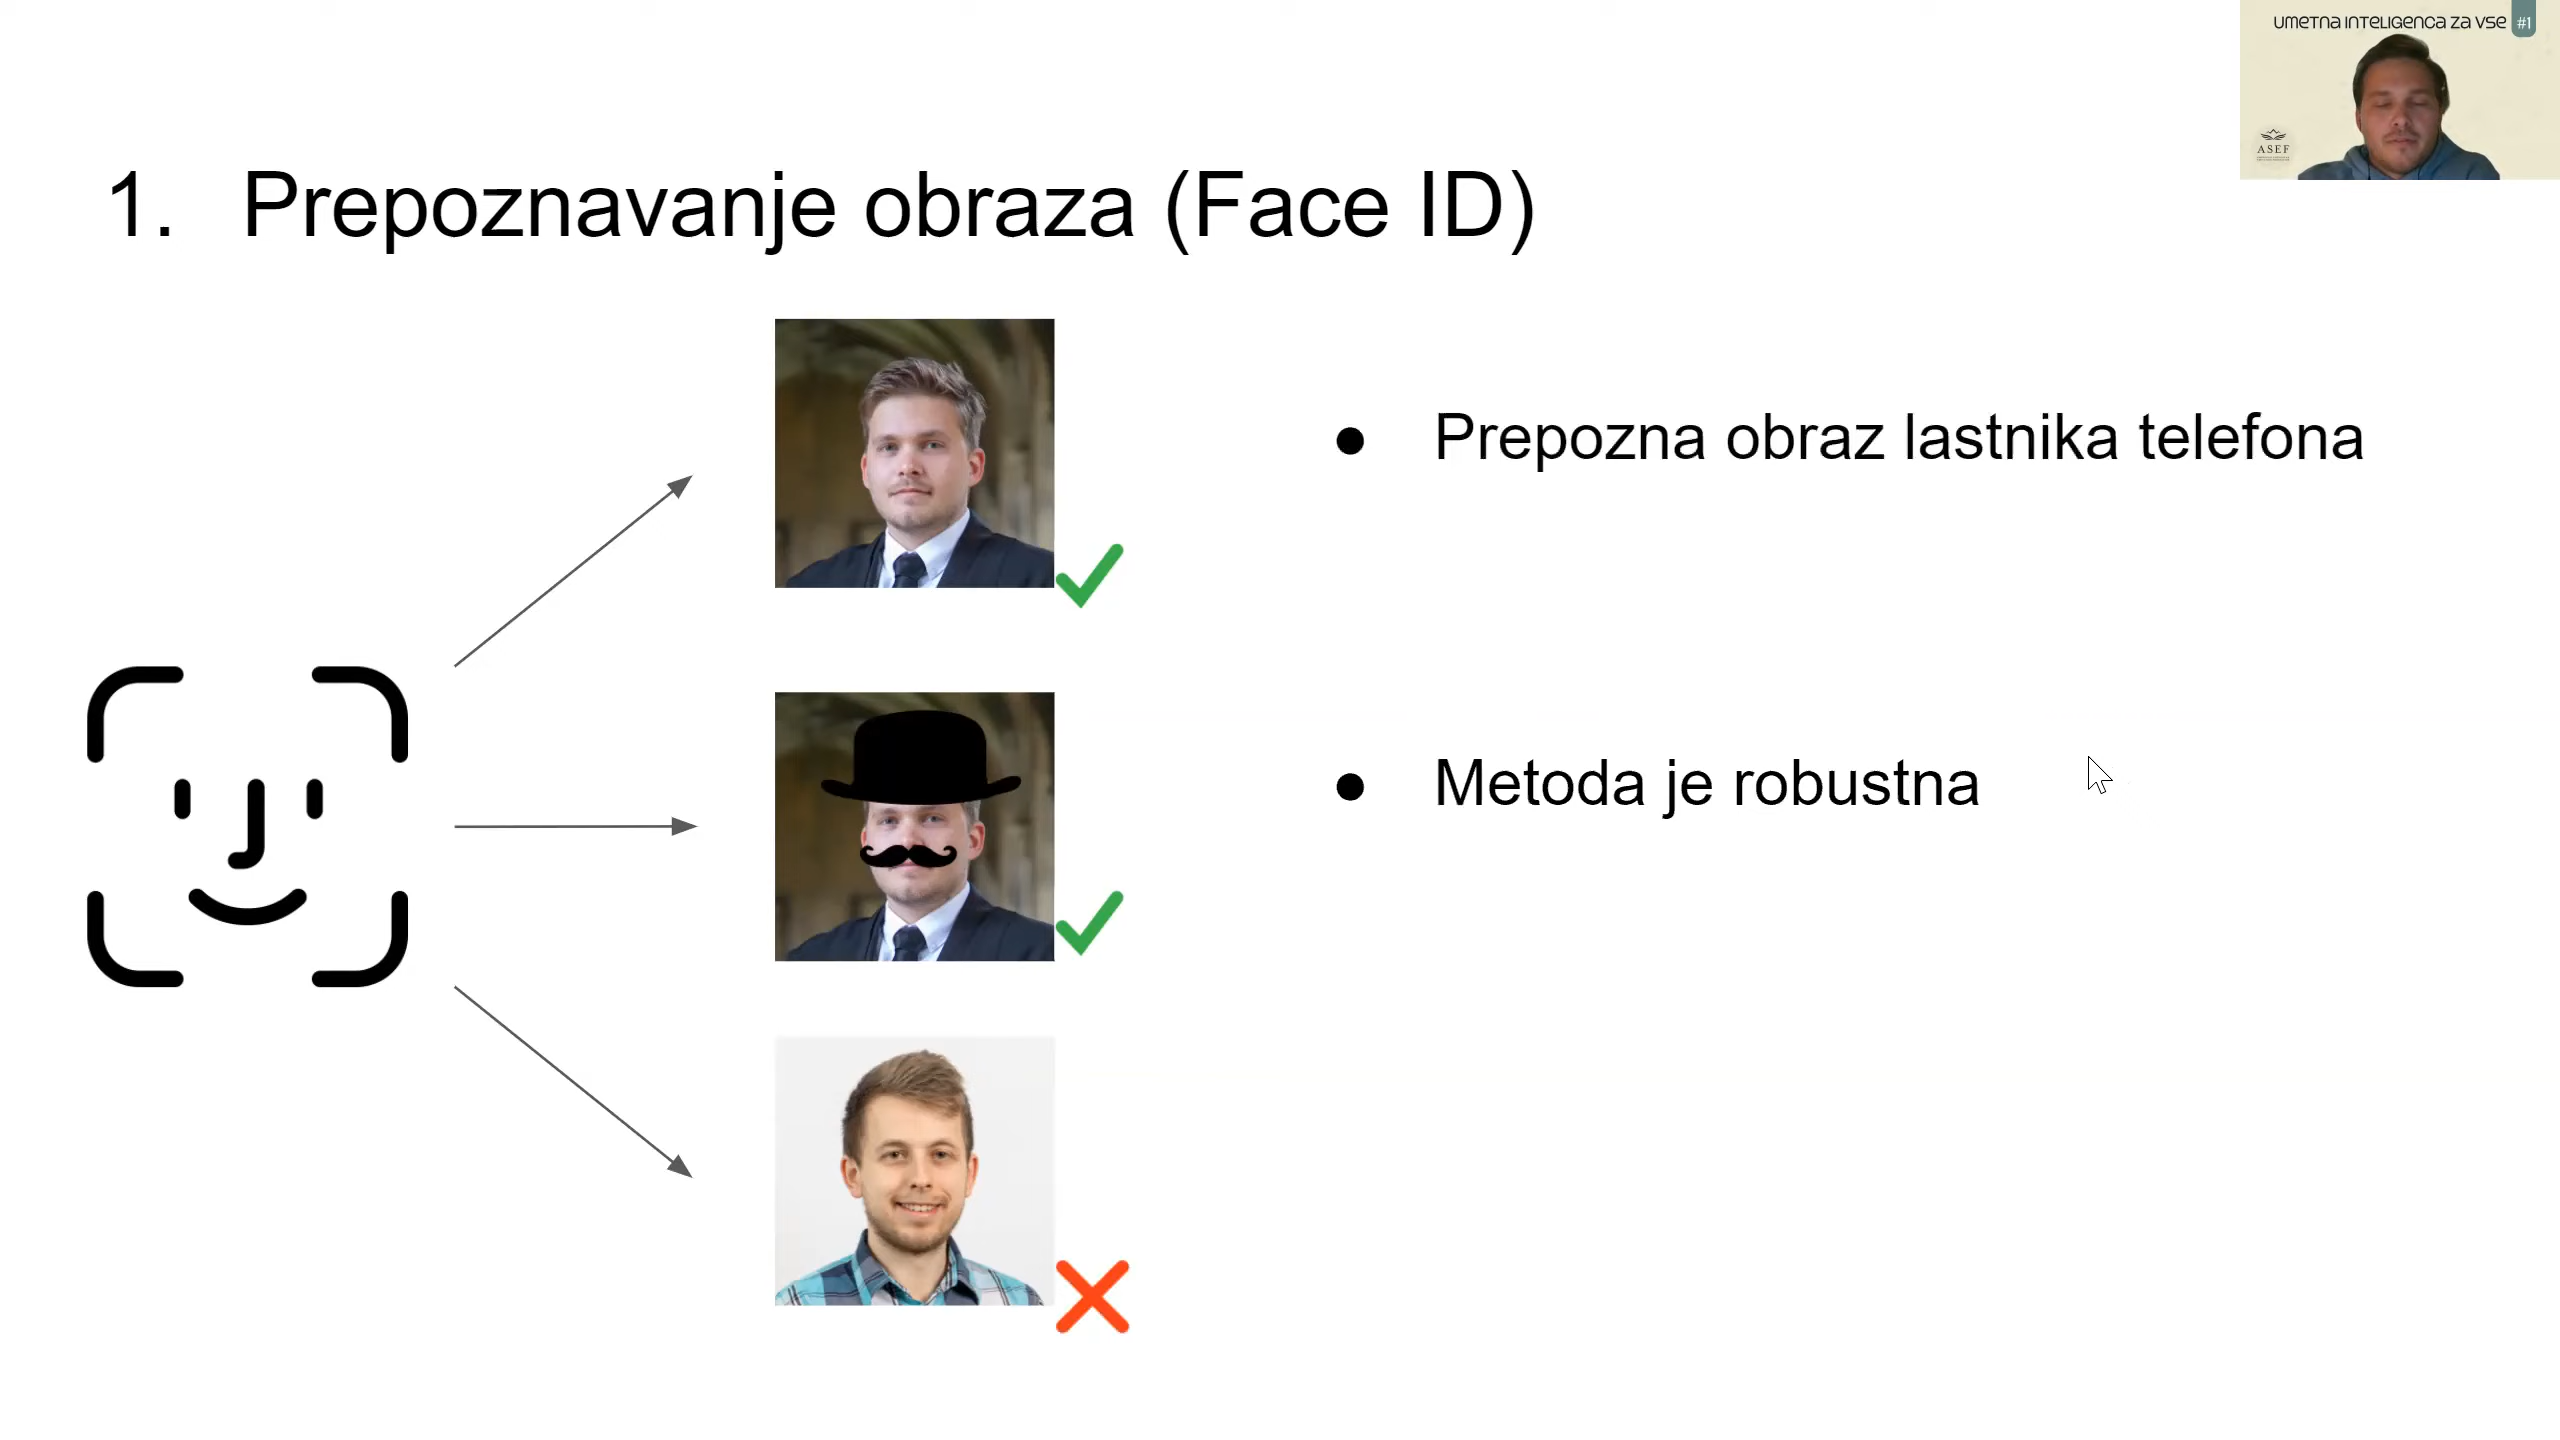 UMETNA INTELIGENCA ZA VSE #1
ASEF
1. Prepoznavanje obraza (Face ID)
● Prepozna obraz lastnika telefona
● Metoda je robustna